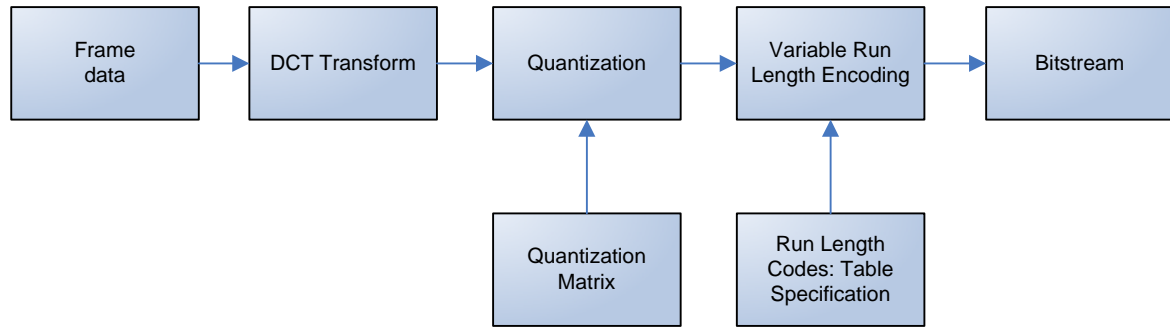 Frame
data
DCT Transform
Quantization
Variable Run
Length Encoding
Bitstream
Quantization
Matrix
Run Length
Codes: Table
Specification